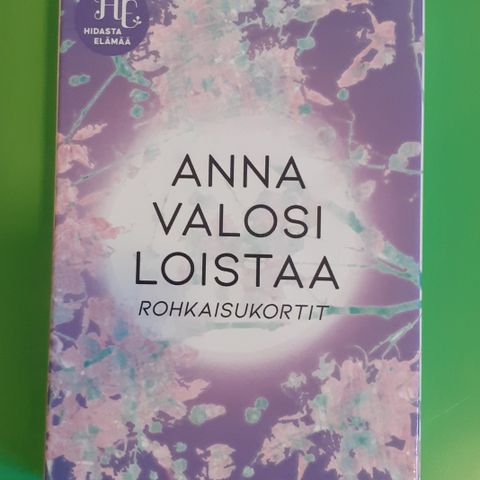 HE
HIDASTA
ELÄMÄÄ
ANNA
VALOSI
LOISTAA
ROHKAISUKORTIT